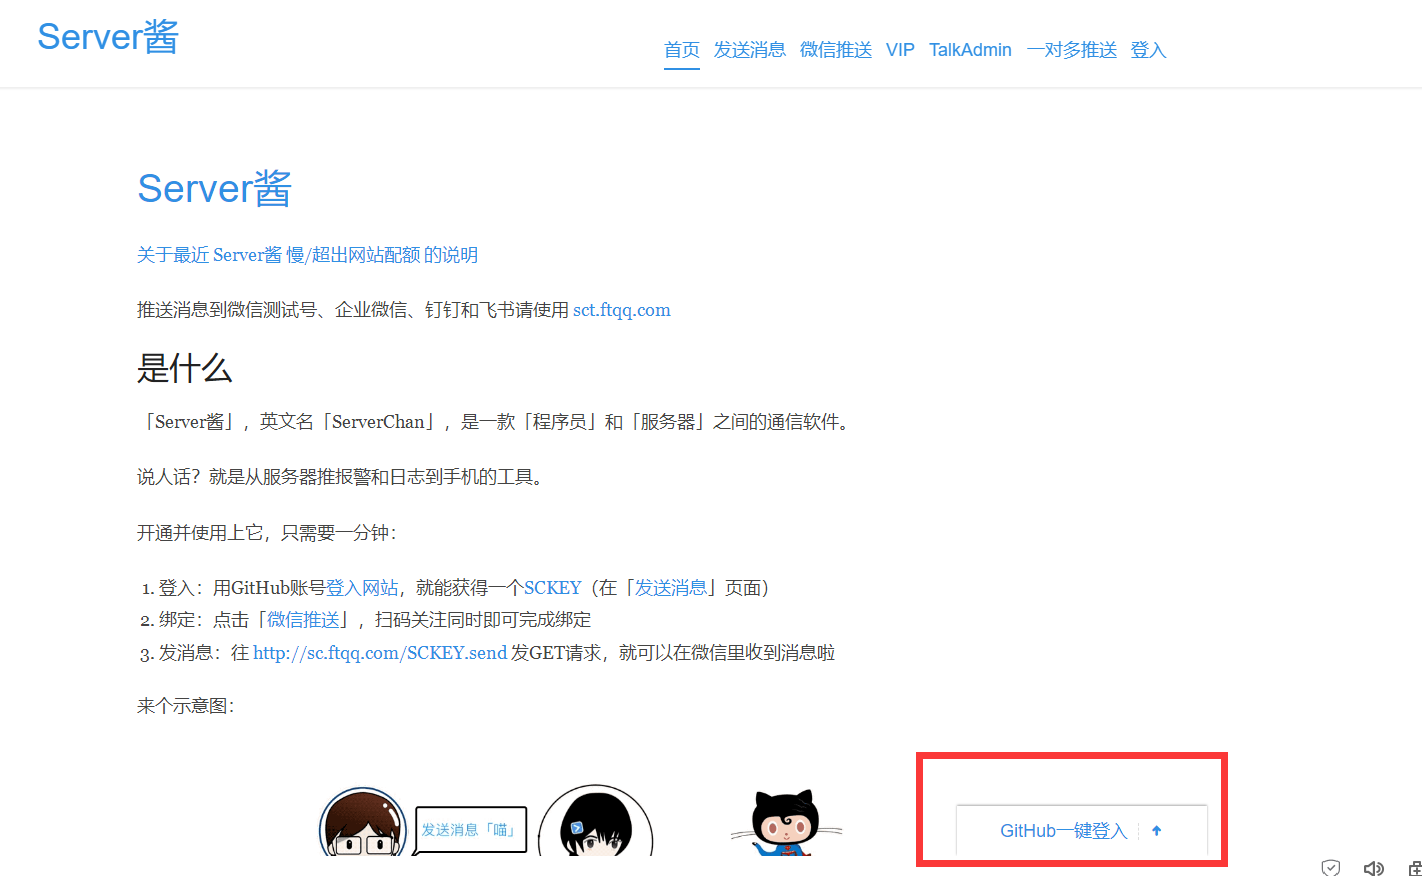 Server酱
首页 发送消息 微信推送 VIP TalkAdmin 一对多推送 登入
Server酱
关于最近 Server酱 慢/超出网站配额 的说明
推送消息到微信测试号、企业微信、钉钉和飞书请使用 sct.ftqq.com
是什么
「Server酱」，英文名「ServerChan」，是一款「程序员」和「服务器」之间的通信软件。
说人话？就是从服务器推报警和日志到手机的工具。
开通并使用上它，只需要一分钟：
1. 登入：用GitHub账号登入网站，就能获得一个SCKEY（在「发送消息」页面）
2. 绑定：点击「微信推送」，扫码关注同时即可完成绑定
3. 发消息：往 http://sc.ftqq.com/SCKEY.send 发GET请求，就可以在微信里收到消息啦
来个示意图：
发送消息「喵」
GitHub一键登入